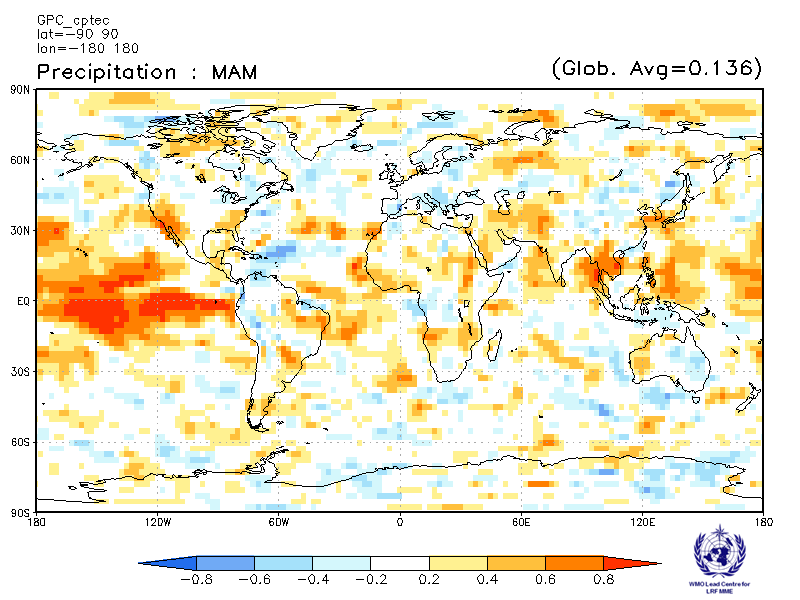 GPC_cptec
lat=-90 90
lon=-180 180
Precipitation : MAM
(Glob. Avg=0.136)
90N
60N
30N
EQ
30S
60S
90S
180 120W 60W 0 60E 120E 180
-0.8 -0.6 -0.4 -0.2 0.2 0.4 0.6 0.8
WMO Lead Centre for
LRF MME